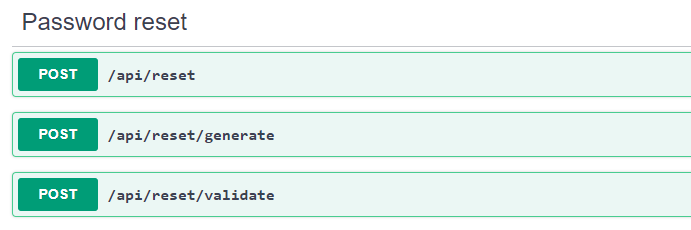 Password reset
POST /api/reset
POST /api/reset/generate
POST /api/reset/validate